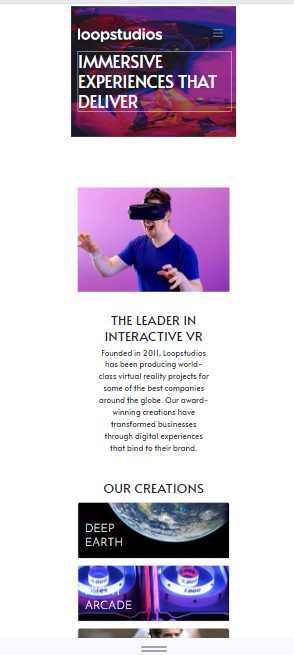 loopstudios
IMMERSIVE
EXPERIENCES THAT
DELIVER
THE LEADER IN
INTERACTIVE VR
Founded in 2011, Loopstudios
has been producing world-
class virtual reality projects for
some of the best companies
around the globe. Our award-
winning creations have
transformed businesses
through digital experiences
that bind to their brand.
OUR CREATIONS
DEEP
EARTH
ARCADE